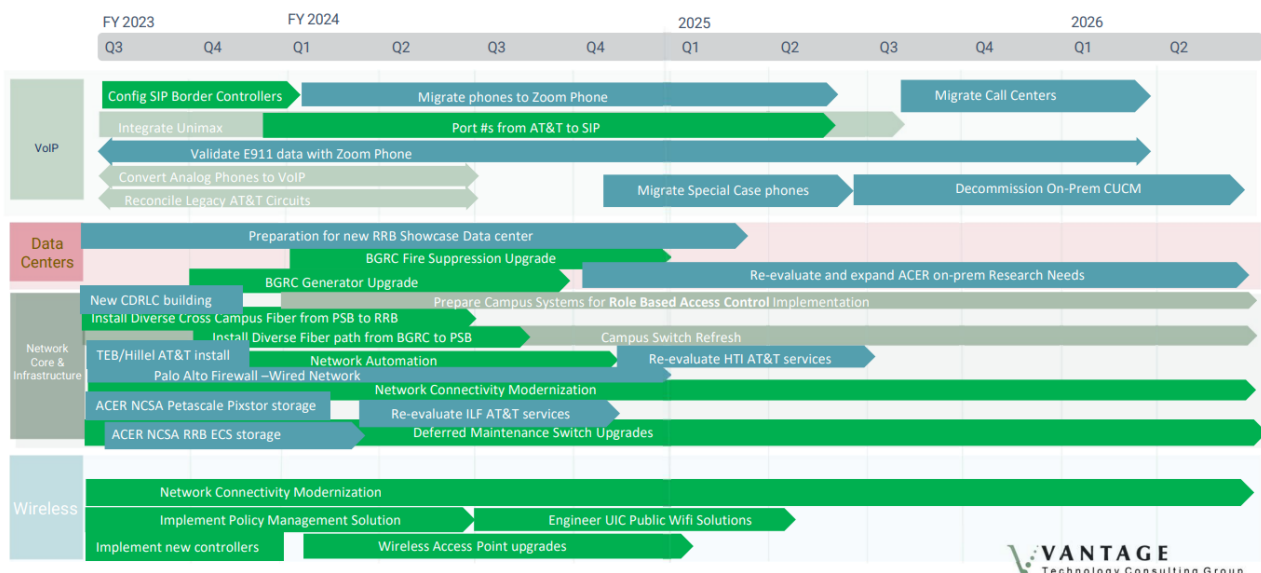 FY 2023 FY 2024 2025 2026
Q3 Q4 Q1 Q2 Q3 Q4 Q1 Q2 Q3 Q4 Q1 Q2
VoIP
Config SIP Border Controllers
Migrate phones to Zoom Phone
Migrate Call Centers
Integrate Unimax
Port #s from AT&T to SIP
Validate E911 data with Zoom Phone
Convert Analog Phones to VoIP
Reconcile Legacy AT&T Circuits
Migrate Special Case phones
Decommission On-Prem CUCM
Data
Centers
Preparation for new RRB Showcase Data center
BGRC Fire Suppression Upgrade
BGRC Generator Upgrade
Re-evaluate and expand ACER on-prem Research Needs
Network
Core &
Infrastructure
New CDRLC building
Prepare Campus Systems for Role Based Access Control Implementation
Install Diverse Cross Campus Fiber from PSB to RRB
Install Diverse Fiber path from BGRC to PSB
Campus Switch Refresh
TEB/Hillel AT&T install
Network Automation
Re-evaluate HTI AT&T services
Palo Alto Firewall –Wired Network
Network Connectivity Modernization
ACER NCSA Petascale Pixstor storage
Re-evaluate ILF AT&T services
ACER NCSA RRB ECS storage
Deferred Maintenance Switch Upgrades
Wireless
Network Connectivity Modernization
Implement Policy Management Solution
Engineer UIC Public Wifi Solutions
Implement new controllers
Wireless Access Point upgrades
VANTAGE
Technology Consulting Group